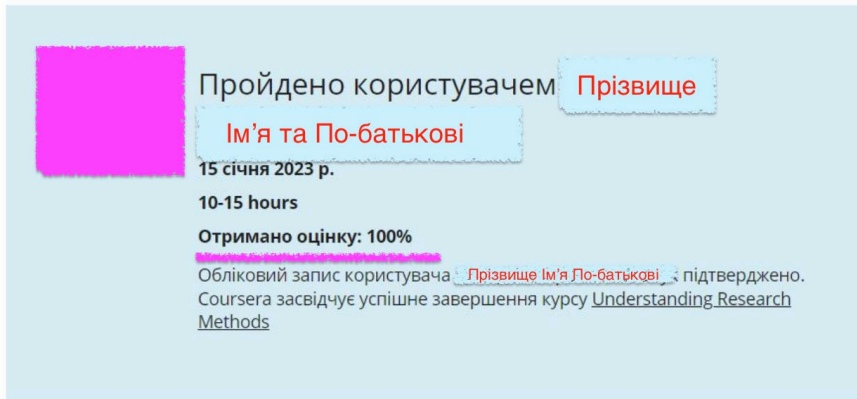 Пройдено користувачем Прізвище
Ім'я та По-батькові
15 січня 2023 р.
10-15 hours
Отримано оцінку: 100%
Обліковий запис користувача Прізвище Ім'я По-батькові підтверджено.
Coursera засвідчує успішне завершення курсу Understanding Research
Methods